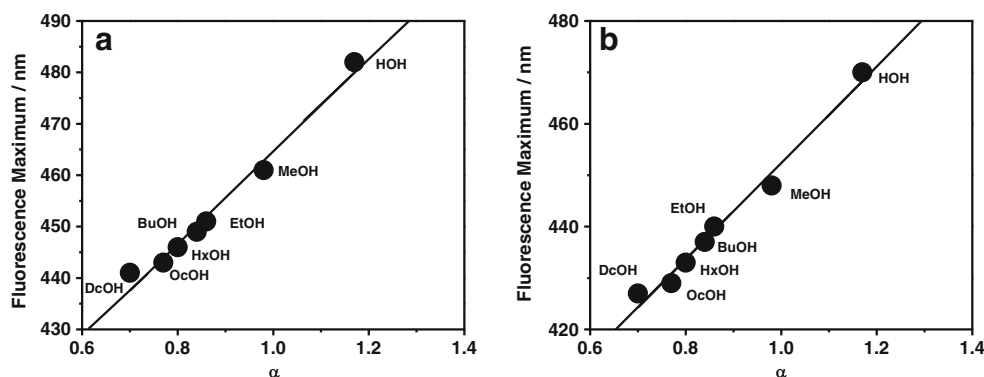 a
Fluorescence Maximum / nm
490
480
470
460
450
440
430
0.6
0.8
1.0
1.2
1.4
α
HOH
MeOH
BuOH
EtOH
HxOH
OcOH
DcOH
b
Fluorescence Maximum / nm
480
460
440
420
0.6
0.8
1.0
1.2
1.4
α
HOH
MeOH
EtOH
BuOH
HxOH
DcOH
OcOH